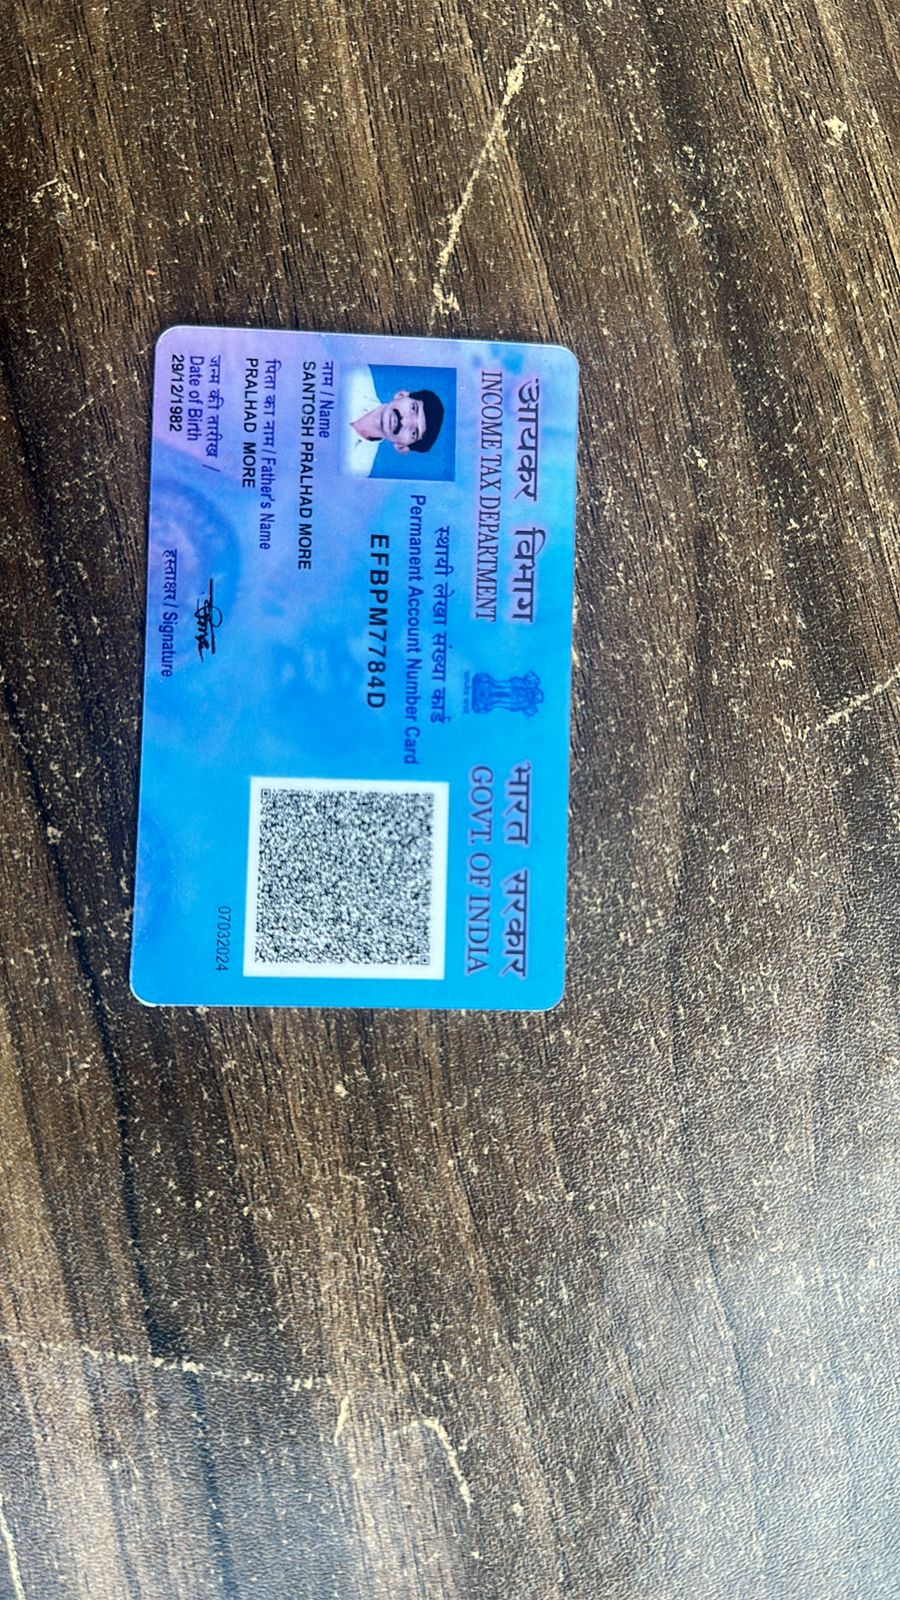 आयकर विभाग
INCOME TAX DEPARTMENT
भारत सरकार
GOVT. OF INDIA
स्थायी लेखा संख्या कार्ड
Permanent Account Number Card
EFBPM7784D
नाम / Name
SANTOSH PRALHAD MORE
पिता का नाम / Father's Name
PRALHAD MORE
जन्म की तारीख /
Date of Birth
29/12/1982
हस्ताक्षर / Signature
07032024